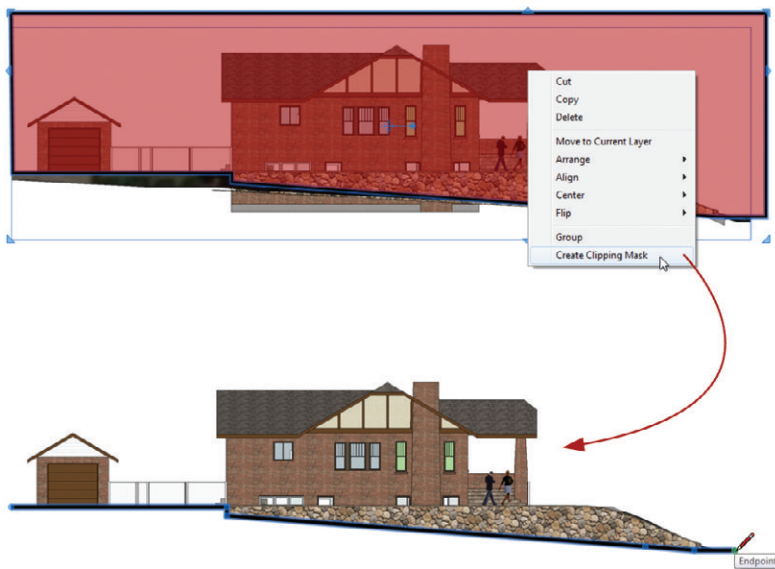 Cut
Copy
Delete
Move to Current Layer
Arrange
Align
Center
Flip
Group
Create Clipping Mask
Endpoint